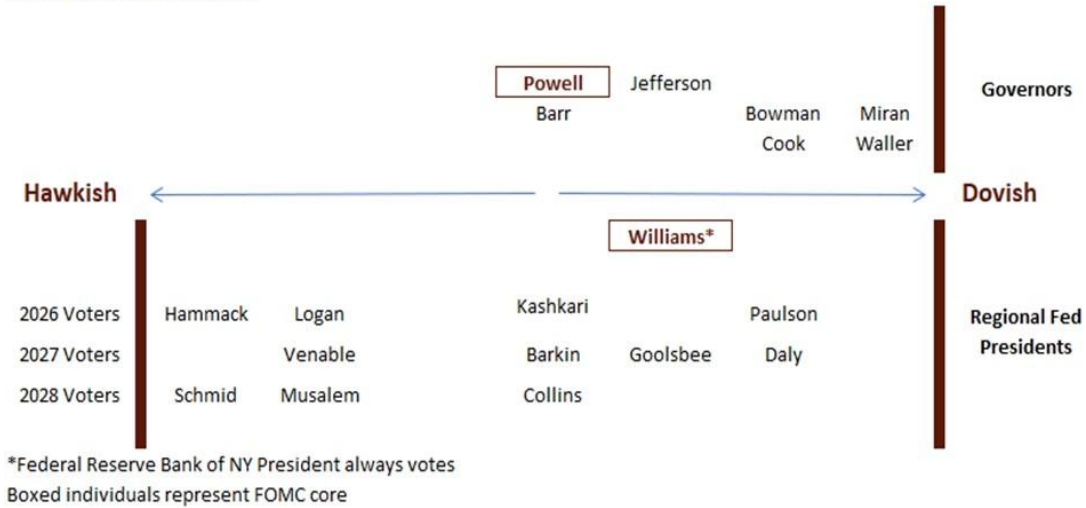 Powell Jefferson
Governors
Barr Bowman Miran
Cook Waller
Hawkish Dovish
Williams*
2026 Voters Hammack Logan Kashkari Paulson
Regional Fed
Presidents
2027 Voters Venable Barkin Goolsbee Daly
2028 Voters Schmid Musalem Collins
*Federal Reserve Bank of NY President always votes
Boxed individuals represent FOMC core